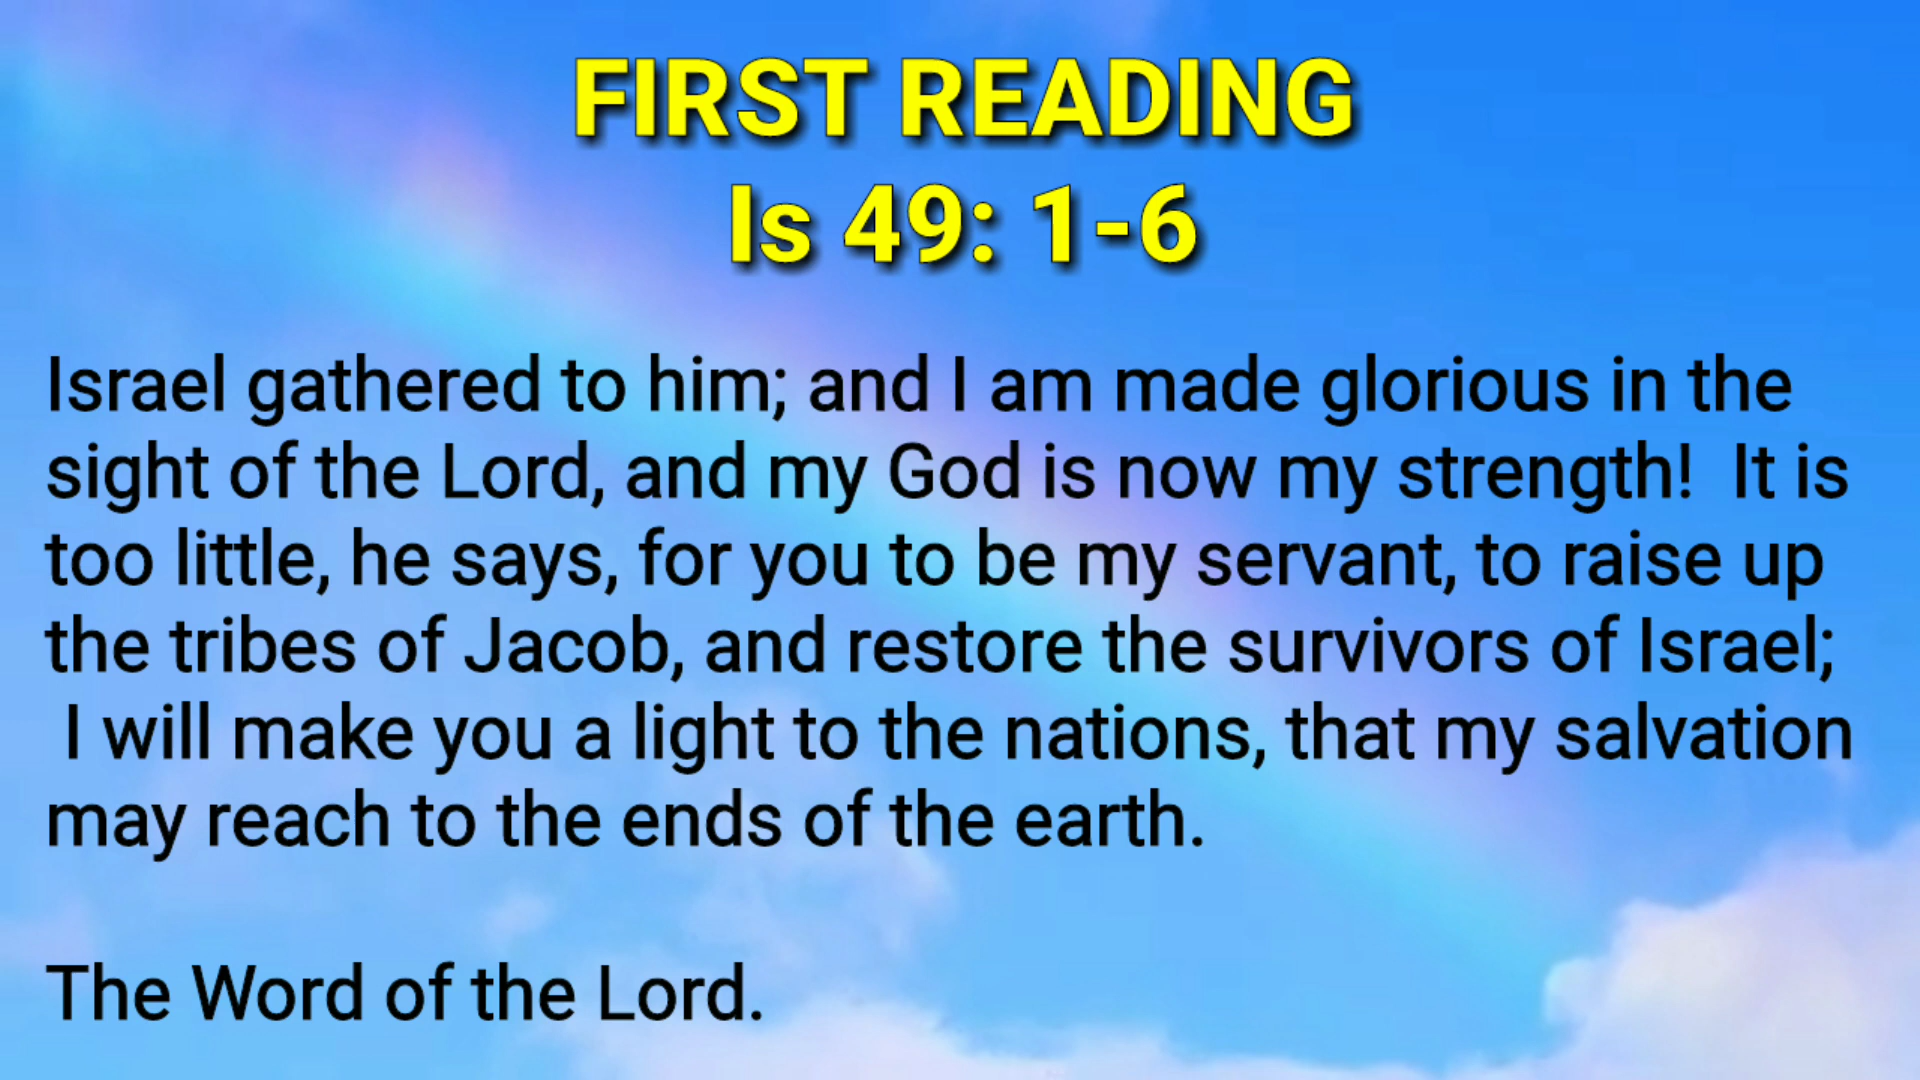 FIRST READING
Is 49: 1-6
Israel gathered to him; and I am made glorious in the
sight of the Lord, and my God is now my strength!  It is
too little, he says, for you to be my servant, to raise up
the tribes of Jacob, and restore the survivors of Israel;
I will make you a light to the nations, that my salvation
may reach to the ends of the earth.
The Word of the Lord.